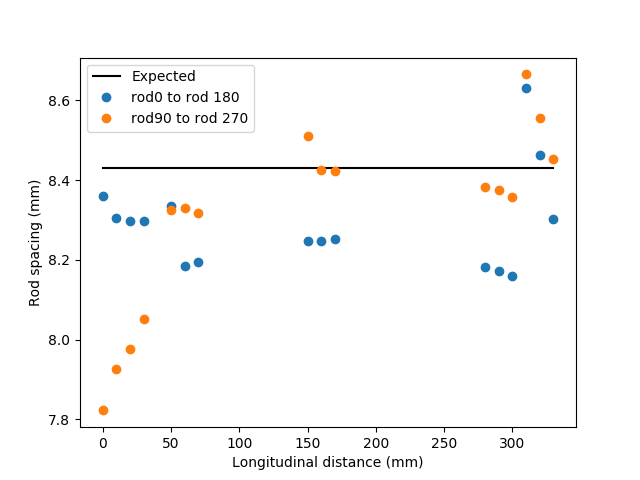 Expected
rod0 to rod 180
rod90 to rod 270
8.6
8.4
8.2
8.0
7.8
Rod spacing (mm)
0
50
100
150
200
250
300
Longitudinal distance (mm)